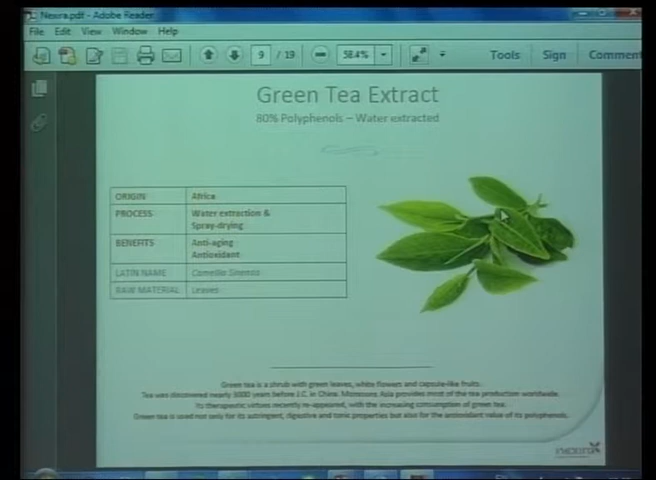 Nexira.pdf - Adobe Reader
File Edit View Window Help
9 / 19 58.4% Tools Sign Comment
Green Tea Extract
80% Polyphenols – Water extracted
ORIGIN Africa
PROCESS Water extraction &
Spray-drying
BENEFITS Anti-aging
Antioxidant
LATIN NAME Camellia Sinensis
RAW MATERIAL Leaves
Green tea is a shrub with green leaves, white flowers and capsule-like fruits.
Tea was discovered nearly 3000 years before J.C. in China. Moreover, Asia provides most of the tea production worldwide.
Its therapeutic virtues recently re-appeared, with the increasing consumption of green tea.
Green tea is used not only for its astringent, digestive and tonic properties but also for the antioxidant value of its polyphenols.
nexira